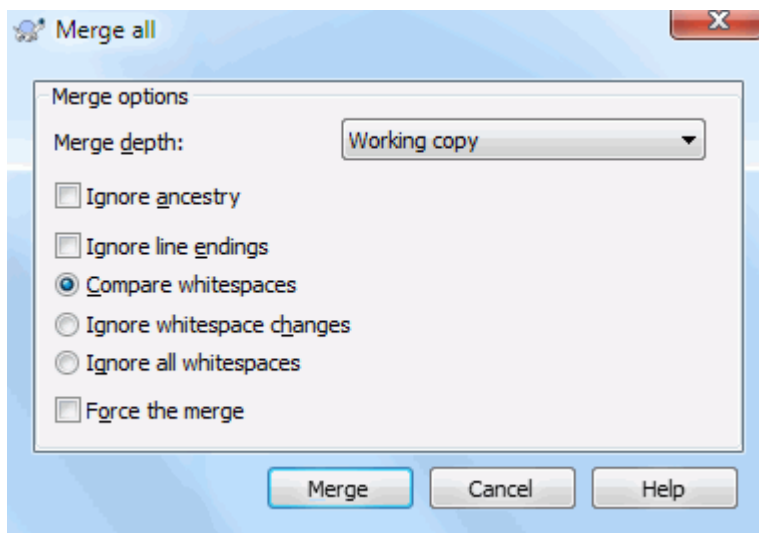 Merge all
Merge options
Merge depth: Working copy
Ignore ancestry
Ignore line endings
Compare whitespaces
Ignore whitespace changes
Ignore all whitespaces
Force the merge
Merge Cancel Help